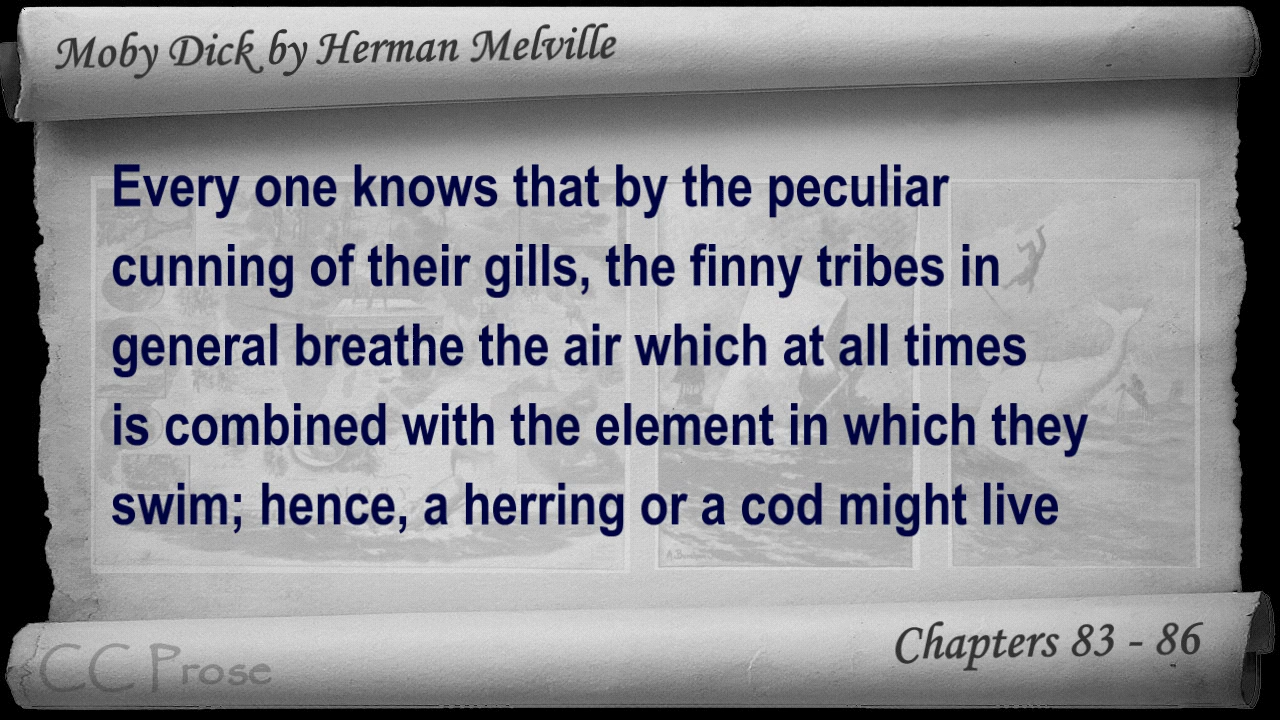 Moby Dick by Herman Melville
Every one knows that by the peculiar
cunning of their gills, the finny tribes in
general breathe the air which at all times
is combined with the element in which they
swim; hence, a herring or a cod might live
Chapters 83 - 86
CC Prose